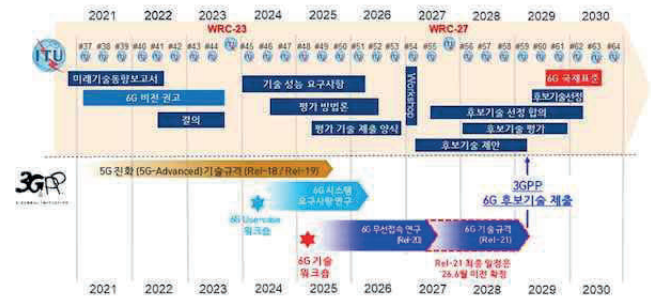 2021 2022 2023 2024 2025 2026 2027 2028 2029 2030
WRC-23 WRC-27
#37 #38 #39 #40 #41 #42 #43 #44 #45 #46 #47 #48 #49 #50 #51 #52 #53 #54 #55 #56 #57 #58 #59 #60 #61 #62 #63 #64
ITU
미래기술동향보고서
6G 비전 권고
결의
기술 성능 요구사항
평가 방법론
평가 기술 제출 양식
Workshop
6G 국제표준
후보기술선정
후보기술 선정 합의
후보기술 평가
후보기술 제안
3GPP
A GLOBAL INITIATIVE
5G 진화 (5G-Advanced) 기술규격 (Rel-18 / Rel-19)
6G 시스템
요구사항연구
6G Use-case
워크숍
6G 무선접속 연구
(Rel-20)
6G 기술규격
(Rel-21)
6G 기술
워크숍
Rel-21 최종 일정은
'26.6월 이전 확정
3GPP
6G 후보기술 제출
2021 2022 2023 2024 2025 2026 2027 2028 2029 2030